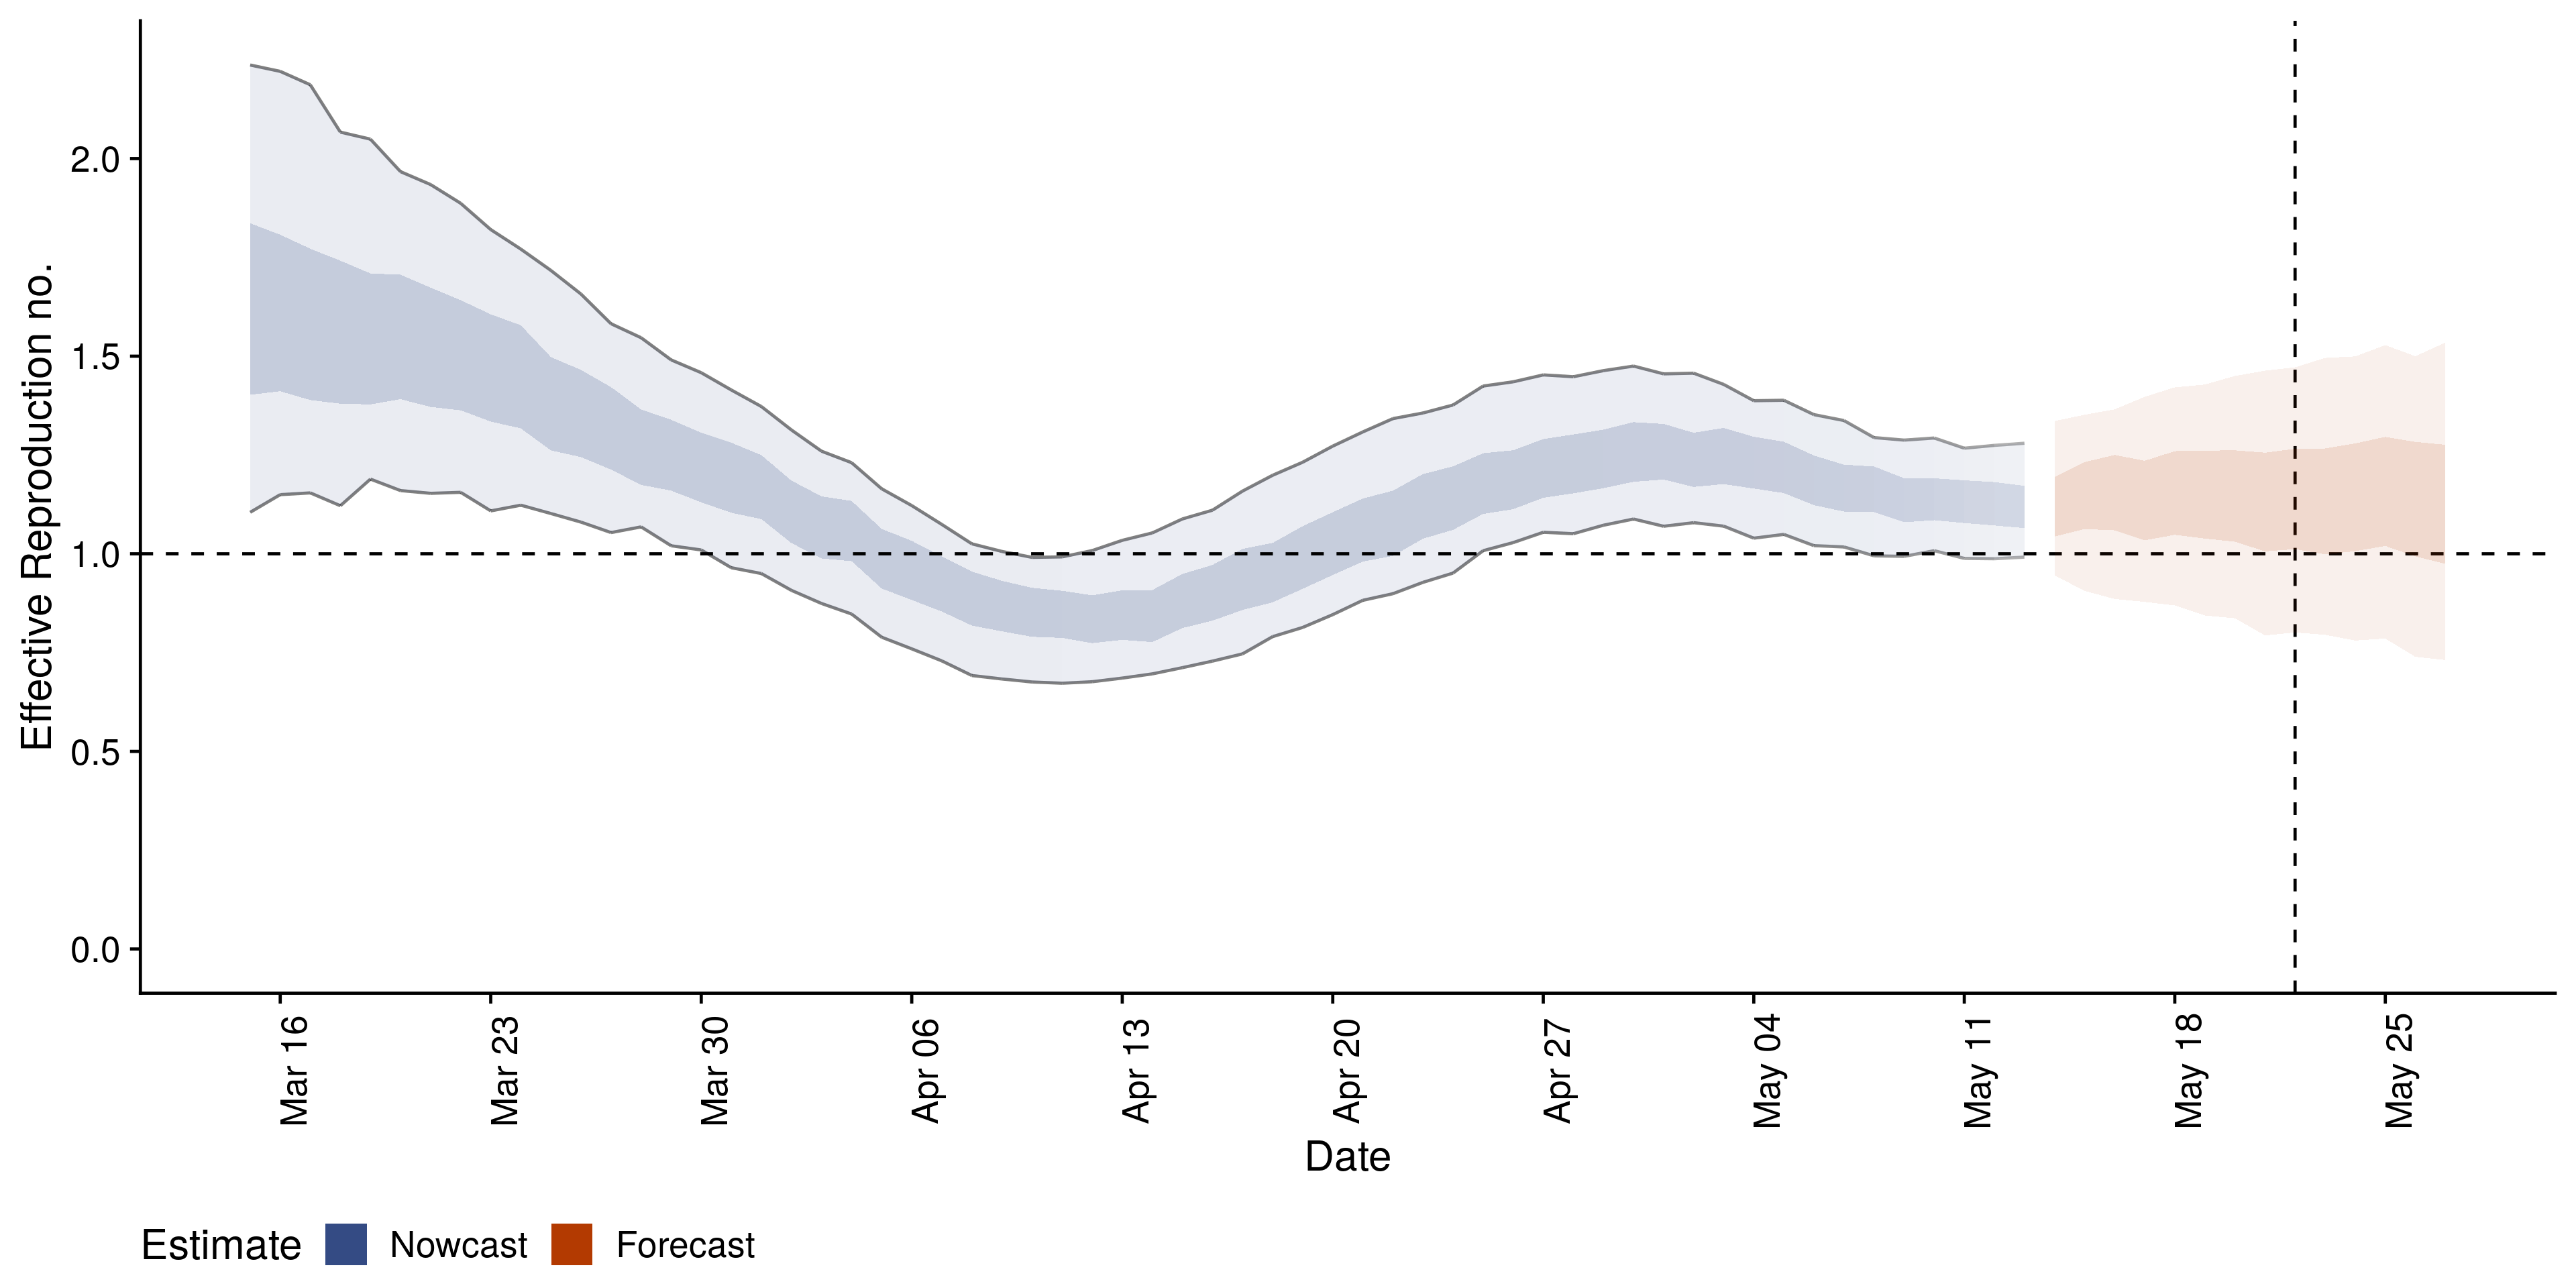 Effective Reproduction no.
2.0
1.5
1.0
0.5
0.0
Mar 16
Mar 23
Mar 30
Apr 06
Apr 13
Apr 20
Apr 27
May 04
May 11
May 18
May 25
Date
Estimate Nowcast Forecast